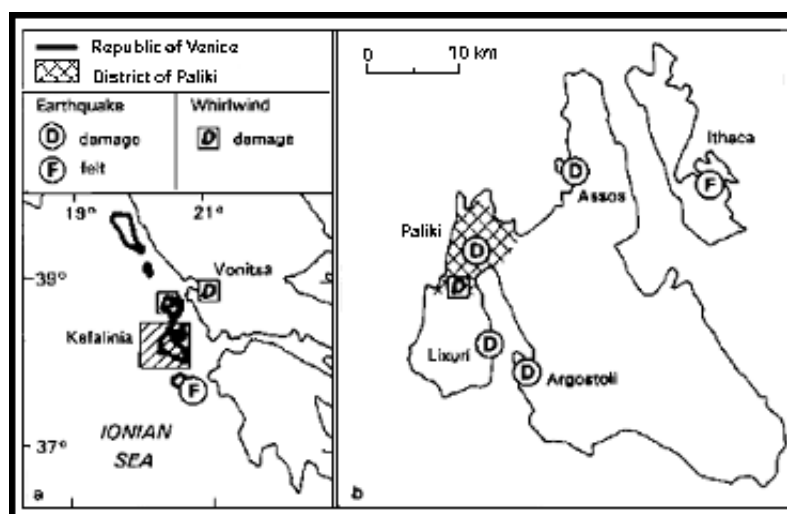 Republic of Venice
District of Paliki
Earthquake
Whirlwind
D damage
D damage
F felt
19°
21°
38°
Vonitsa
D
D
Kefalinia
F
IONIAN
SEA
37°
a
0 10 km
Ithaca
D
F
Assos
Paliki
D
D
Lixuri
D
D
Argostoli
b